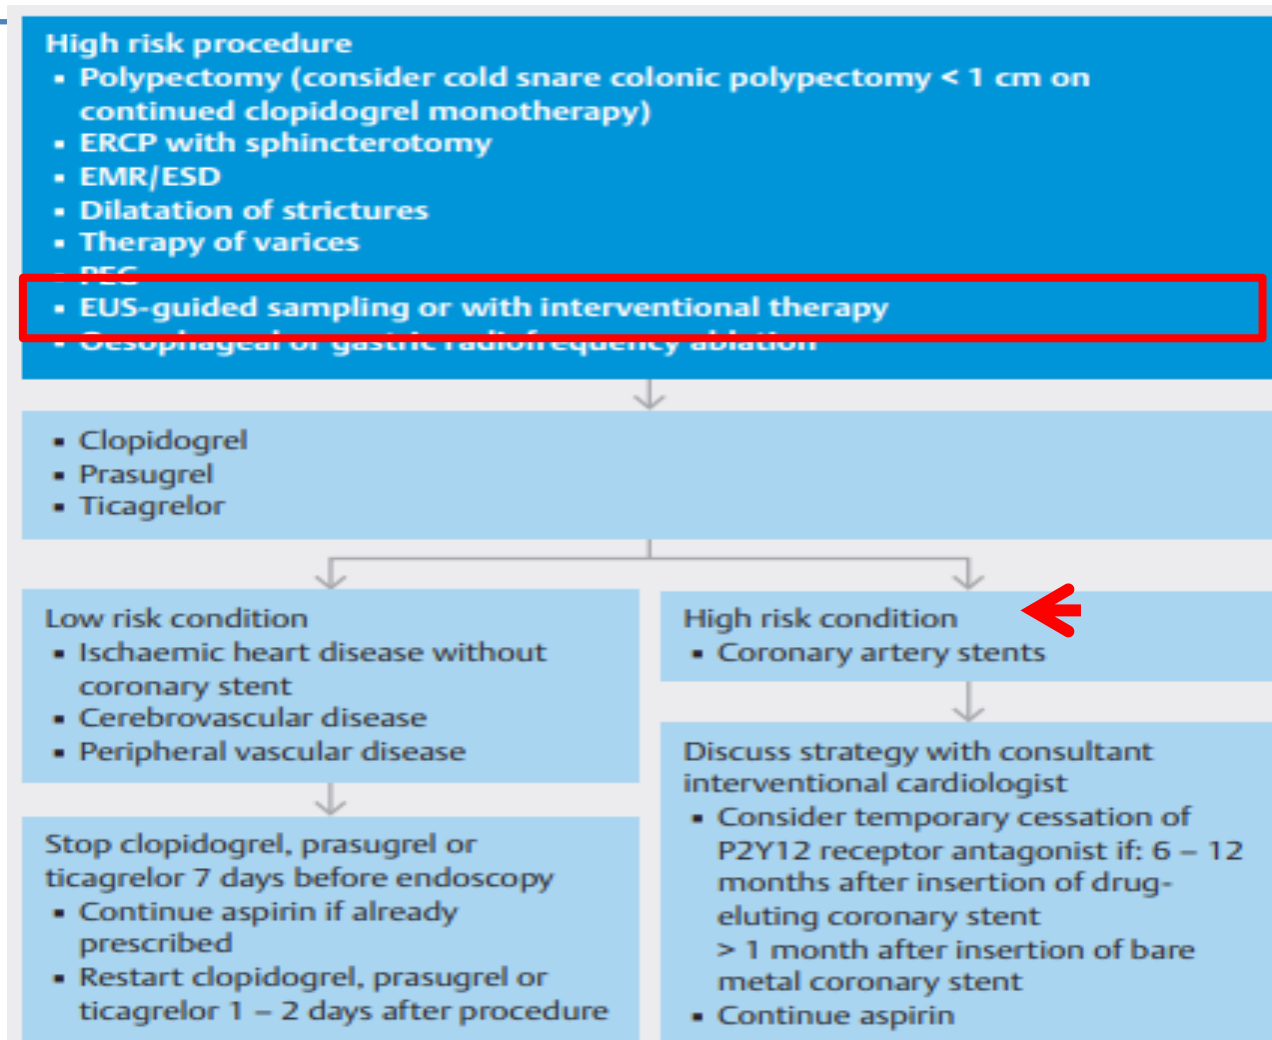 High risk procedure
▪ Polypectomy (consider cold snare colonic polypectomy < 1 cm on
continued clopidogrel monotherapy)
▪ ERCP with sphincterotomy
▪ EMR/ESD
▪ Dilatation of strictures
▪ Therapy of varices
▪ PEG
▪ EUS-guided sampling or with interventional therapy
▪ Oesophageal or gastric radiofrequency ablation
▪ Clopidogrel
▪ Prasugrel
▪ Ticagrelor
Low risk condition
▪ Ischaemic heart disease without
coronary stent
▪ Cerebrovascular disease
▪ Peripheral vascular disease
Stop clopidogrel, prasugrel or
ticagrelor 7 days before endoscopy
▪ Continue aspirin if already
prescribed
▪ Restart clopidogrel, prasugrel or
ticagrelor 1 – 2 days after procedure
High risk condition
▪ Coronary artery stents
Discuss strategy with consultant
interventional cardiologist
▪ Consider temporary cessation of
P2Y12 receptor antagonist if: 6 – 12
months after insertion of drug-
eluting coronary stent
> 1 month after insertion of bare
metal coronary stent
▪ Continue aspirin